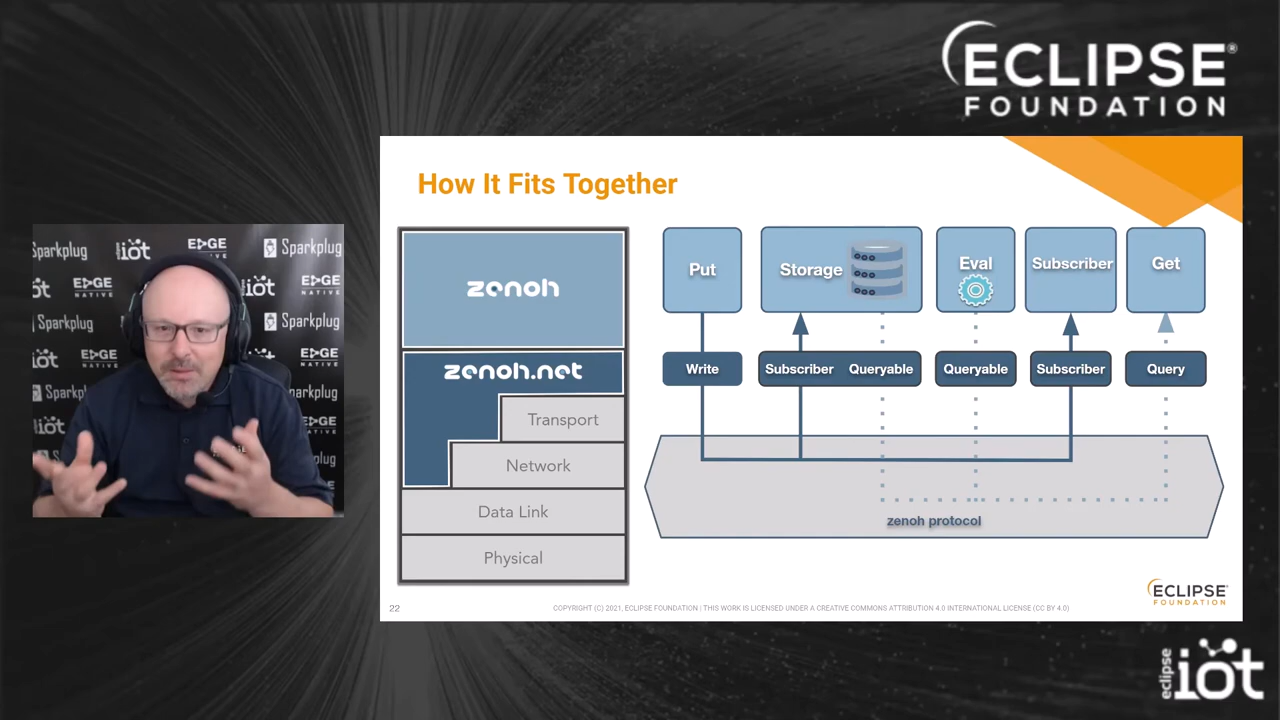 ECLIPSE®
FOUNDATION
How It Fits Together
zenoh
zenoh.net
Transport
Network
Data Link
Physical
Put
Storage
Eval
Subscriber
Get
Write
Subscriber
Queryable
Queryable
Subscriber
Query
zenoh protocol
22
COPYRIGHT (C) 2021, ECLIPSE FOUNDATION | THIS WORK IS LICENSED UNDER A CREATIVE COMMONS ATTRIBUTION 4.0 INTERNATIONAL LICENSE (CC BY 4.0)
ECLIPSE
FOUNDATION
eclipse
iot
Sparkplug
iot
EDGE
Sparkplug
iot
EDGE
NATIVE
iot
EDGE
NATIVE
Sparkplug
Sparkplug
iot
EDGE
NATIVE
EDGE
NATIVE
Sparkplug
Sparkplug
iot
EDGE
Sparkplug